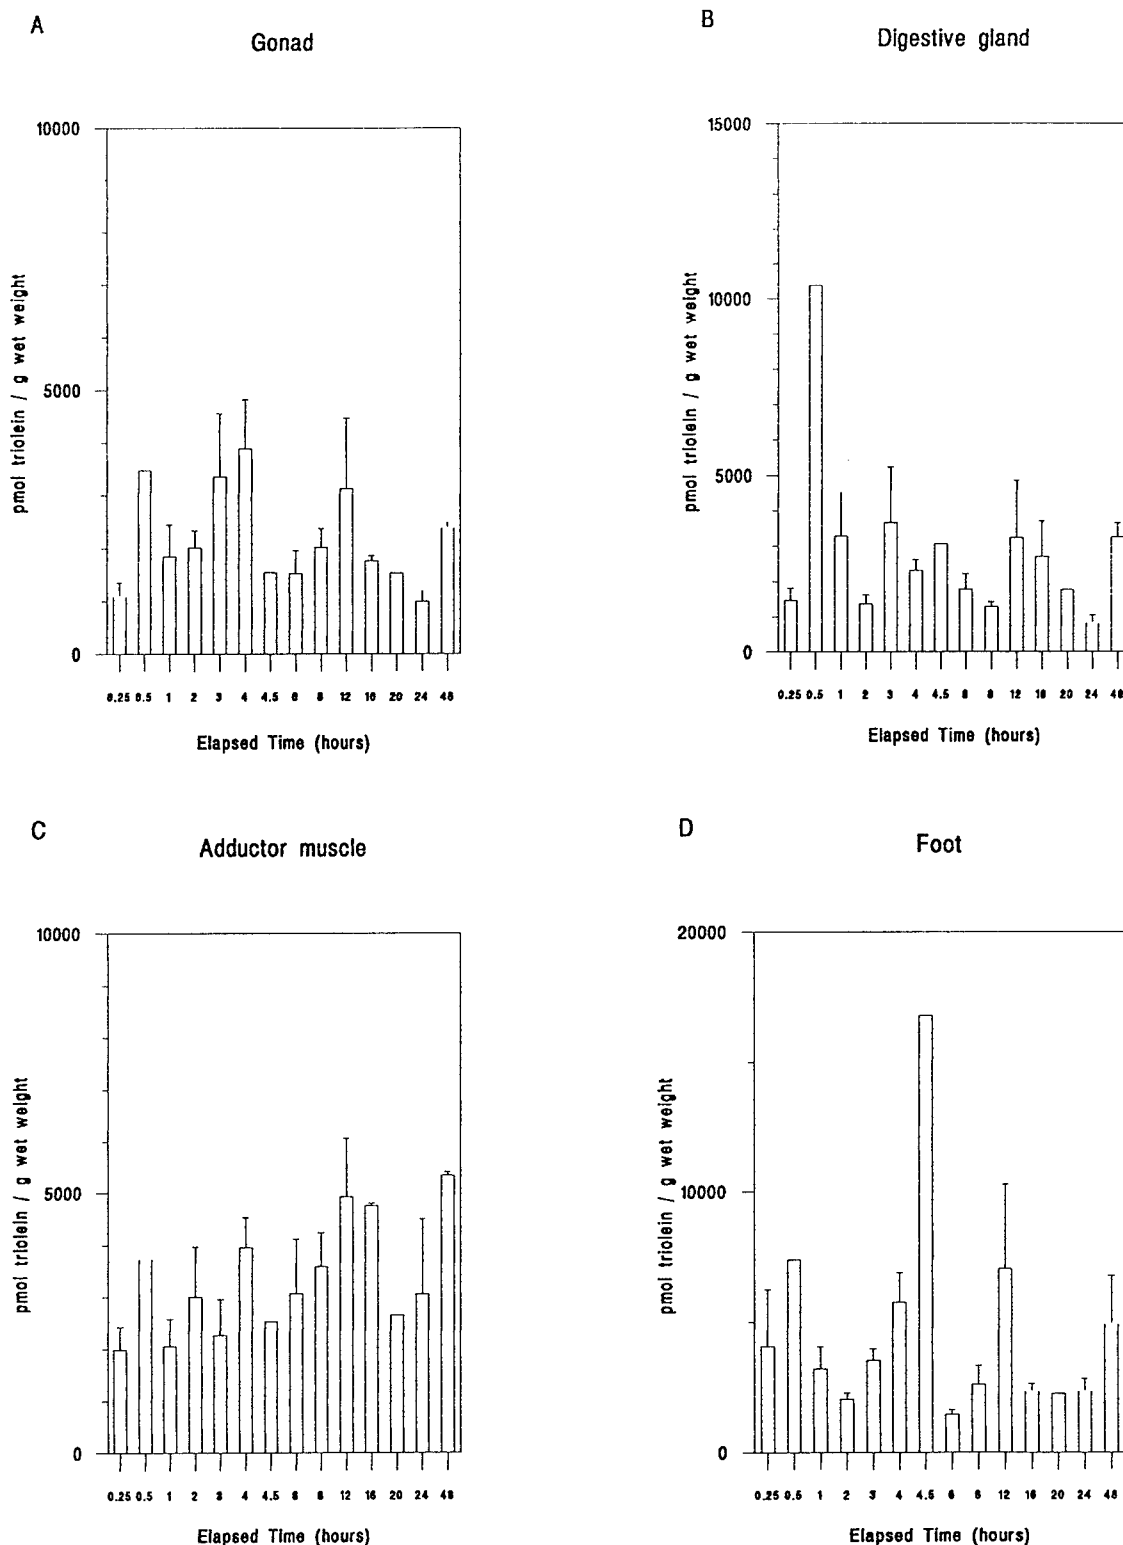 A
Gonad
10000
5000
0
pmol triolein / g wet weight
0.25 0.5 1 2 3 4 4.5 6 8 12 16 20 24 48
Elapsed Time (hours)
B
Digestive gland
15000
10000
5000
0
pmol triolein / g wet weight
0.25 0.5 1 2 3 4 4.5 6 8 12 16 20 24 48
Elapsed Time (hours)
C
Adductor muscle
10000
5000
0
pmol triolein / g wet weight
0.25 0.5 1 2 3 4 4.5 6 8 12 16 20 24 48
Elapsed Time (hours)
D
Foot
20000
10000
0
pmol triolein / g wet weight
0.25 0.5 1 2 3 4 4.5 6 8 12 16 20 24 48
Elapsed Time (hours)